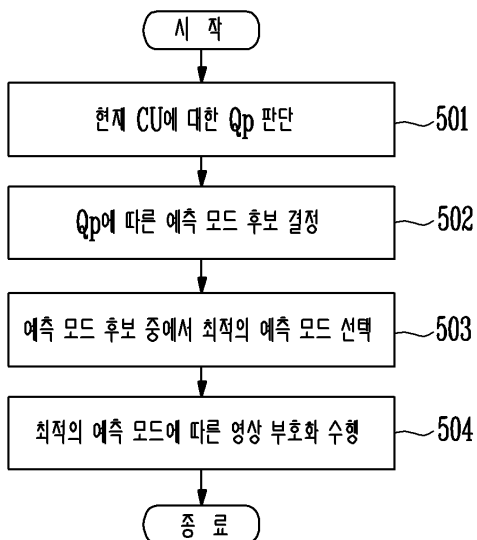 시 작
현재 CU에 대한 Qp 판단
501
Qp에 따른 예측 모드 후보 결정
502
예측 모드 후보 중에서 최적의 예측 모드 선택
503
최적의 예측 모드에 따른 영상 부호화 수행
504
종 료